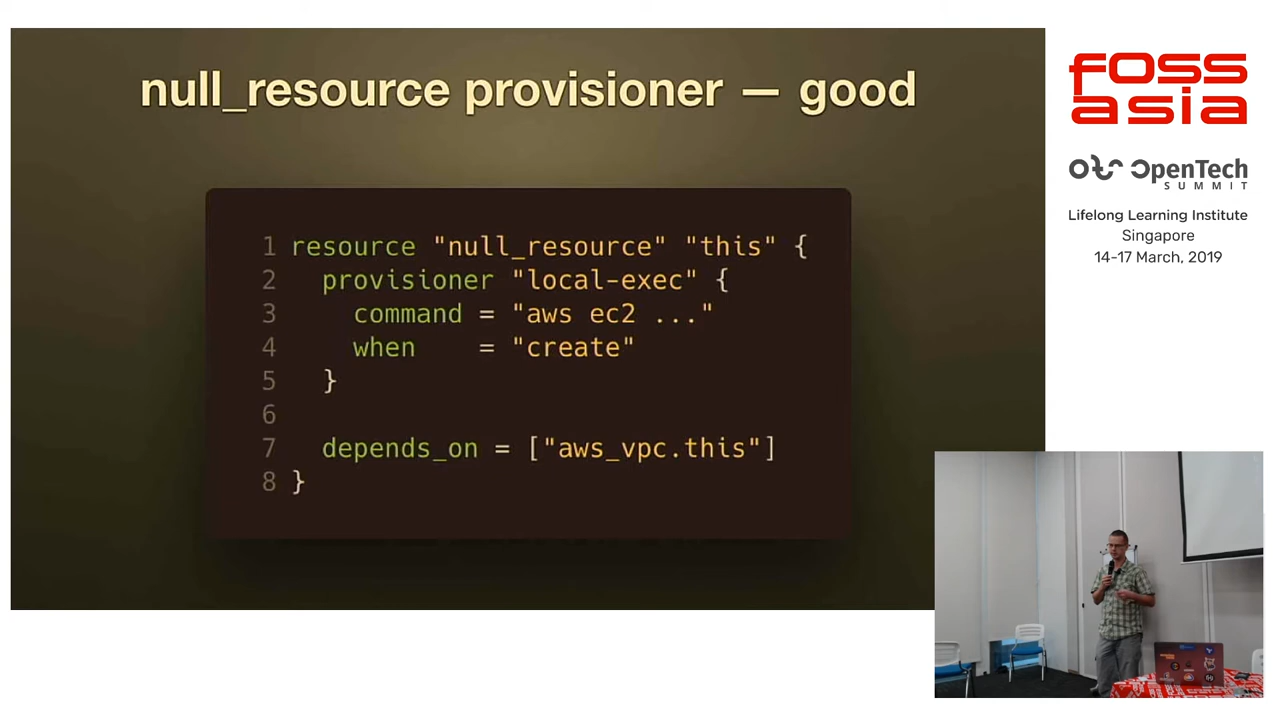 null_resource provisioner — good
1 resource "null_resource" "this" {
2 provisioner "local-exec" {
3 command = "aws ec2 ..."
4 when = "create"
5 }
6
7 depends_on = ["aws_vpc.this"]
8 }
FOSS
ASIA
OpenTech
SUMMIT
Lifelong Learning Institute
Singapore
14-17 March, 2019